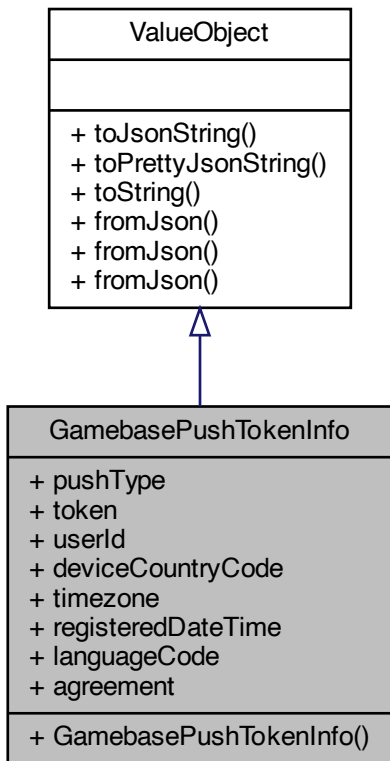 ValueObject
+ toJsonString()
+ toPrettyJsonString()
+ toString()
+ fromJson()
+ fromJson()
+ fromJson()
GamebasePushTokenInfo
+ pushType
+ token
+ userId
+ deviceCountryCode
+ timezone
+ registeredDateTime
+ languageCode
+ agreement
+ GamebasePushTokenInfo()